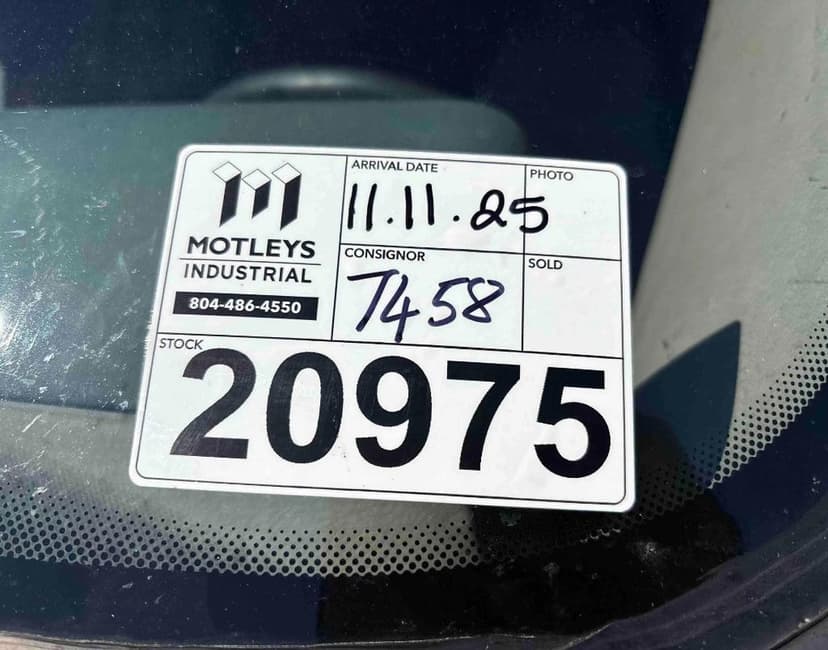 MOTLEYS
INDUSTRIAL
804-486-4550
ARRIVAL DATE
11.11.25
PHOTO
CONSIGNOR
7458
SOLD
STOCK
20975